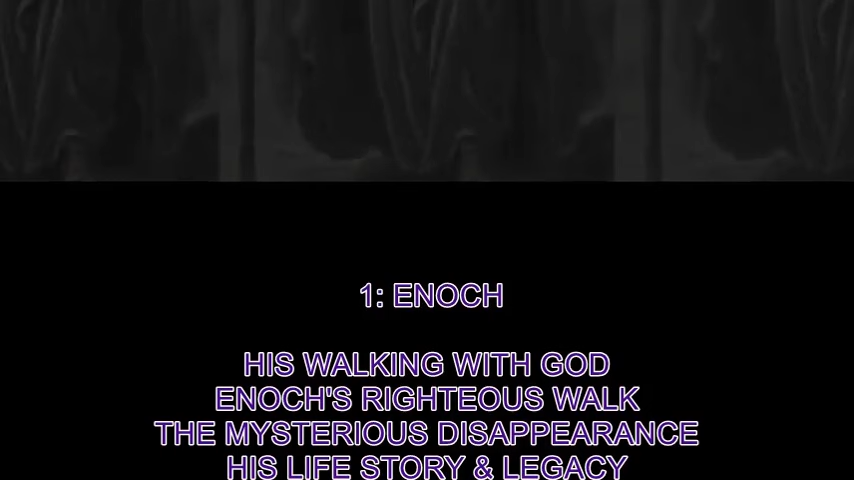 1: ENOCH
HIS WALKING WITH GOD
ENOCH'S RIGHTEOUS WALK
THE MYSTERIOUS DISAPPEARANCE
HIS LIFE STORY & LEGACY